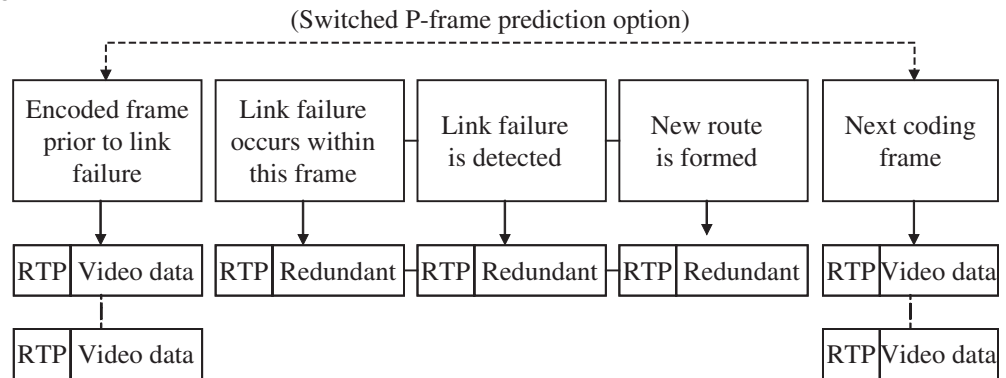 (Switched P-frame prediction option)
Encoded frame
prior to link
failure
Link failure
occurs within
this frame
Link failure
is detected
New route
is formed
Next coding
frame
RTP Video data
RTP Redundant
RTP Redundant
RTP Redundant
RTP Video data
RTP Video data
RTP Video data